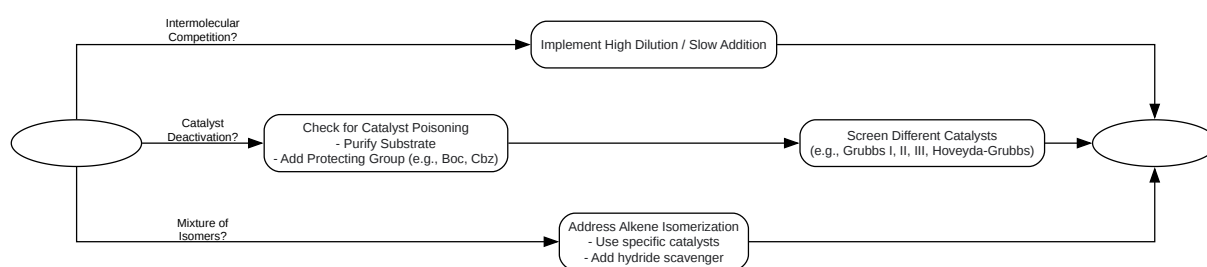 Intermolecular
Competition?
Implement High Dilution / Slow Addition
Catalyst
Deactivation?
Check for Catalyst Poisoning
- Purify Substrate
- Add Protecting Group (e.g., Boc, Cbz)
Screen Different Catalysts
(e.g., Grubbs I, II, III, Hoveyda-Grubbs)
Mixture of
Isomers?
Address Alkene Isomerization
- Use specific catalysts
- Add hydride scavenger